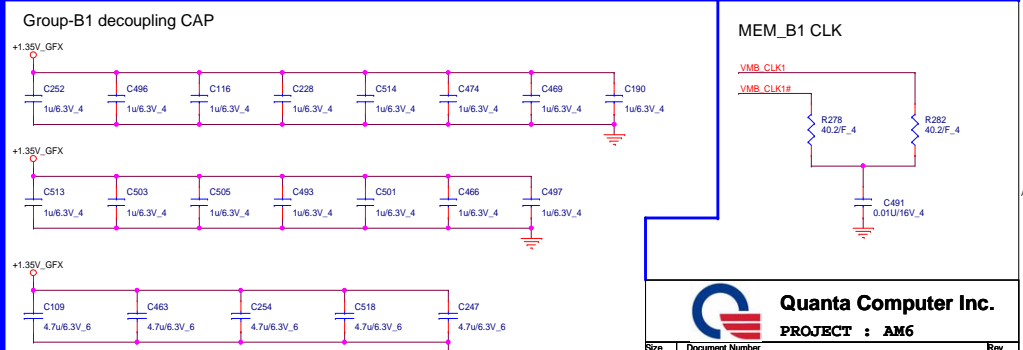 Group-B1 decoupling CAP
+1.35V_GFX
C252 C496 C116 C228 C514 C474 C469 C190
1u/6.3V_4 1u/6.3V_4 1u/6.3V_4 1u/6.3V_4 1u/6.3V_4 1u/6.3V_4 1u/6.3V_4 1u/6.3V_4
+1.35V_GFX
C513 C503 C505 C493 C501 C466 C497
1u/6.3V_4 1u/6.3V_4 1u/6.3V_4 1u/6.3V_4 1u/6.3V_4 1u/6.3V_4 1u/6.3V_4
+1.35V_GFX
C109 C463 C254 C518 C247
4.7u/6.3V_6 4.7u/6.3V_6 4.7u/6.3V_6 4.7u/6.3V_6 4.7u/6.3V_6
MEM_B1 CLK
VMB_CLK1
VMB_CLK1#
R278 R282
40.2/F_4 40.2/F_4
C491
0.01U/16V_4
Quanta Computer Inc.
PROJECT : AM6
Size Document Number Rev